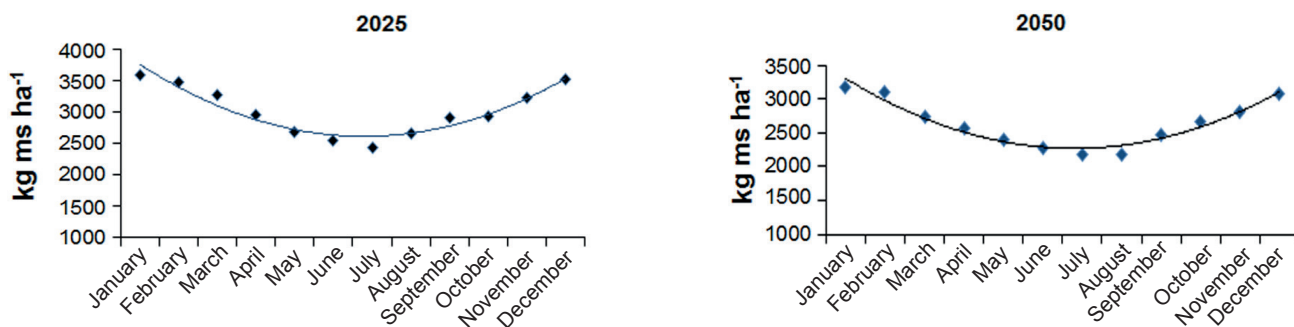 2025
kg ms ha⁻¹
4000
3500
3000
2500
2000
1500
1000
January
February
March
April
May
June
July
August
September
October
November
December
2050
kg ms ha⁻¹
3500
3000
2500
2000
1500
1000
January
February
March
April
May
June
July
August
September
October
November
December